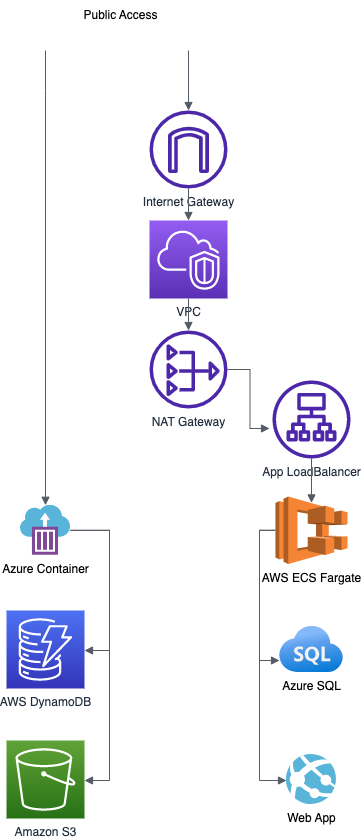 Public Access
Internet Gateway
VPC
NAT Gateway
App LoadBalancer
Azure Container
AWS ECS Fargate
SQL
Azure SQL
AWS DynamoDB
Web App
Amazon S3